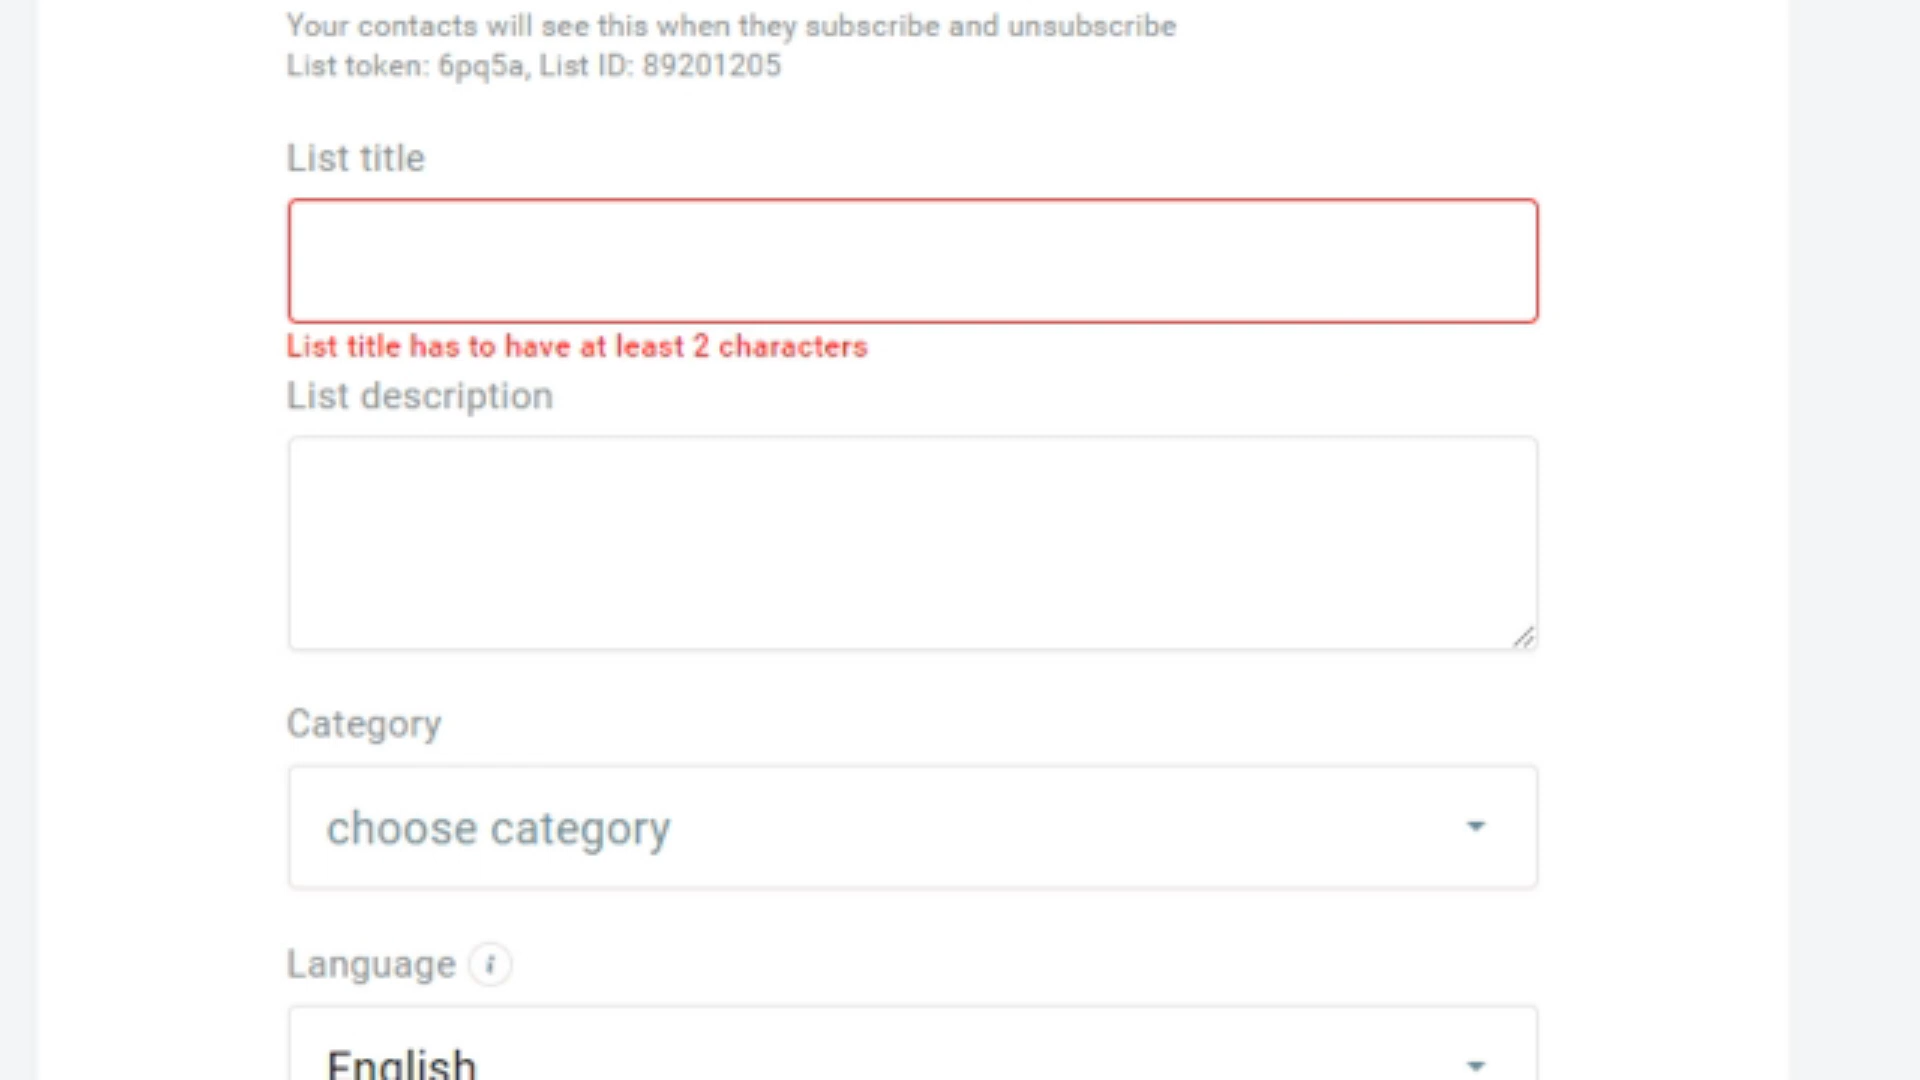 Your contacts will see this when they subscribe and unsubscribe
List token: 6pq5a, List ID: 89201205
List title
List title has to have at least 2 characters
List description
Category
choose category
Language i
English